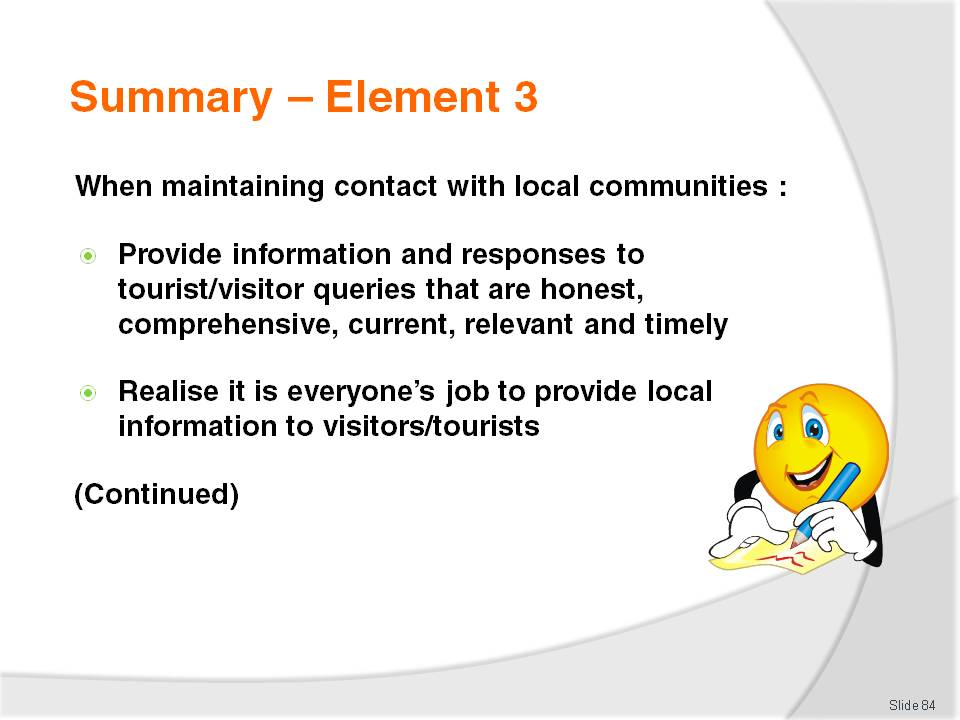 Summary – Element 3
When maintaining contact with local communities :
Provide information and responses to
tourist/visitor queries that are honest,
comprehensive, current, relevant and timely
Realise it is everyone’s job to provide local
information to visitors/tourists
(Continued)
Slide 84